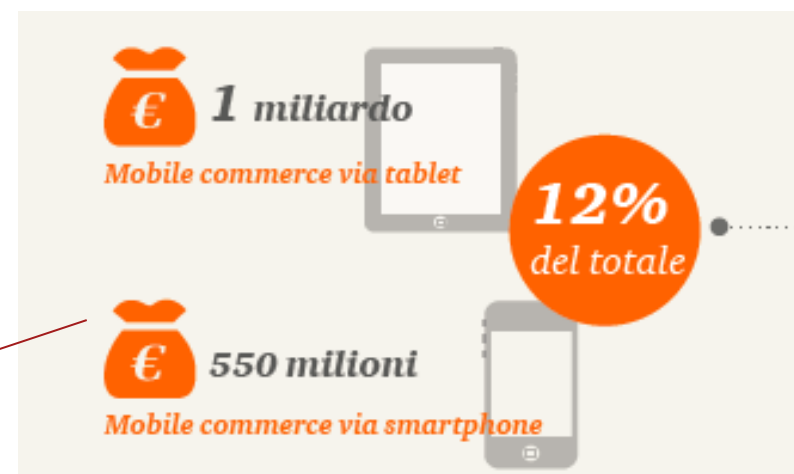 € 1 miliardo
Mobile commerce via tablet
12%
del totale
€ 550 milioni
Mobile commerce via smartphone